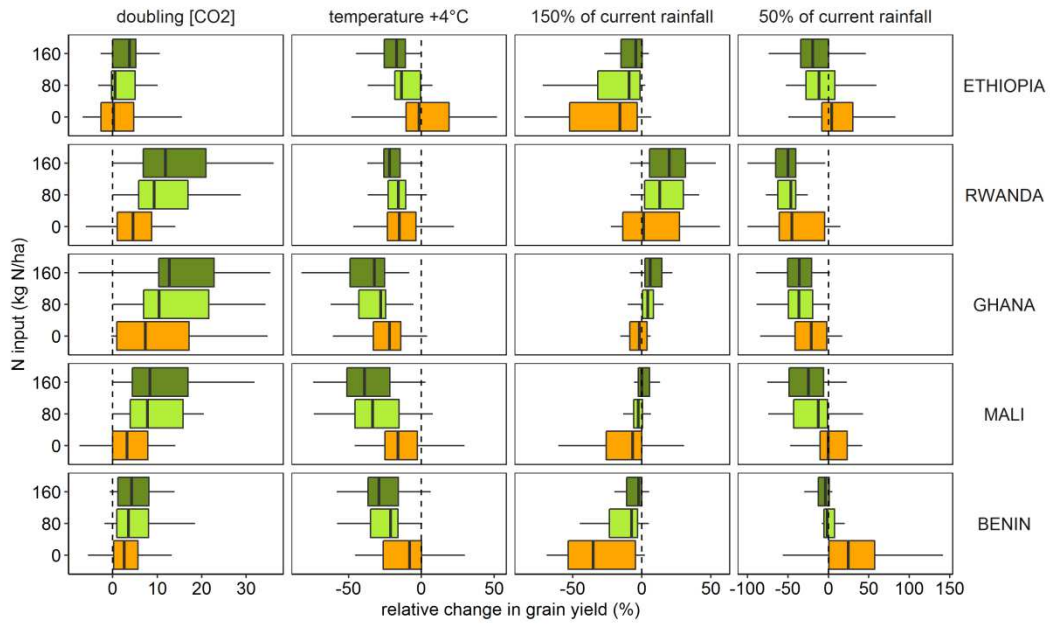 doubling [CO2] temperature +4°C 150% of current rainfall 50% of current rainfall
160
80
0
ETHIOPIA
160
80
0
RWANDA
160
80
0
GHANA
160
80
0
MALI
160
80
0
BENIN
N input (kg N/ha)
0 10 20 30 -50 0 50 -50 0 50 -100 -50 0 50 100 150
relative change in grain yield (%)